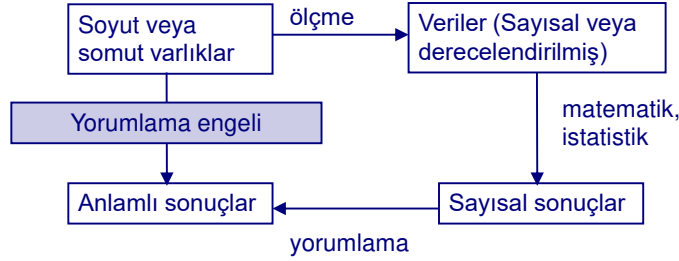 Soyut veya
somut varlıklar
ölçme
Veriler (Sayısal veya
derecelendirilmiş)
Yorumlama engeli
matematik,
istatistik
Anlamlı sonuçlar
Sayısal sonuçlar
yorumlama